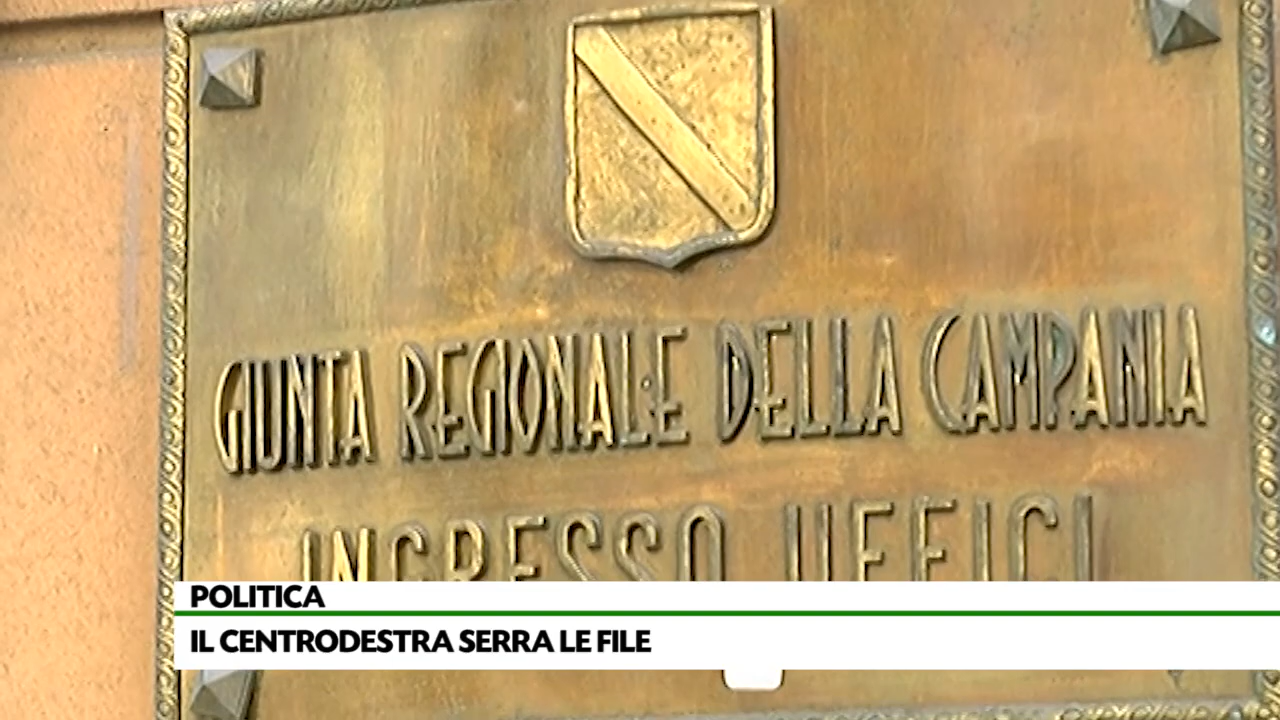 GIUNTA REGIONALE DELLA CAMPANIA
INGRESSO UFFICI
POLITICA
IL CENTRODESTRA SERRA LE FILE